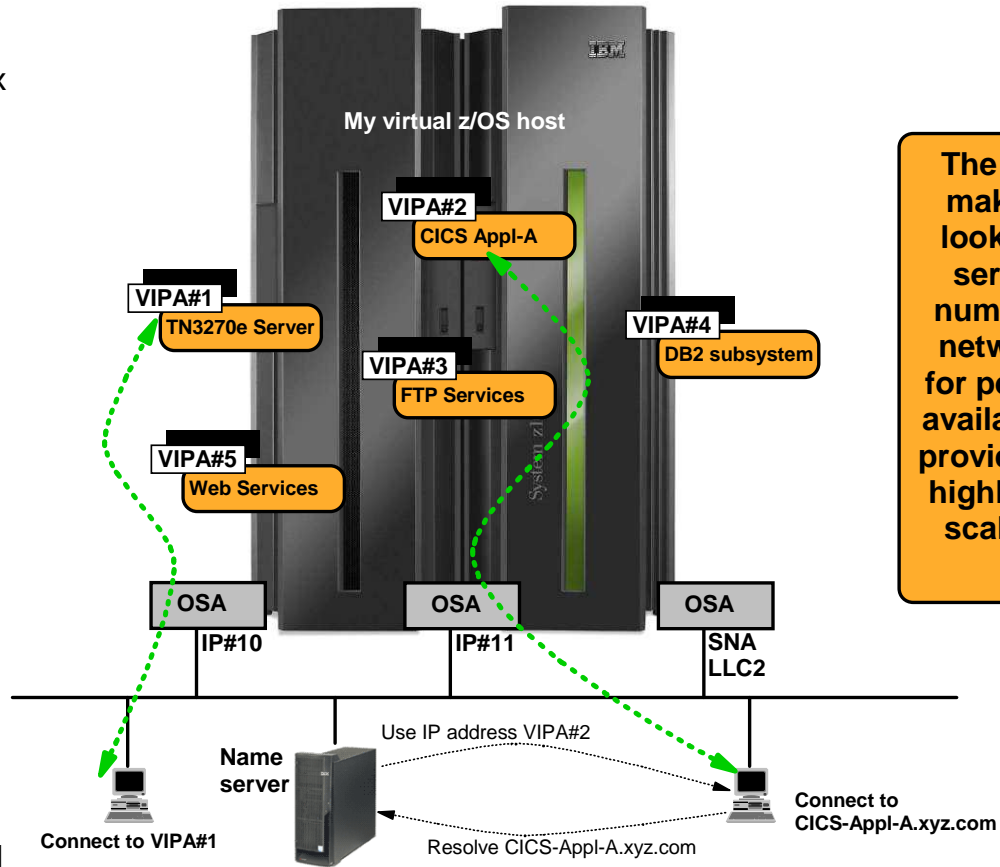 x
IBM
My virtual z/OS host
VIPA#2
CICS Appl-A
VIPA#1
TN3270e Server
VIPA#4
DB2 subsystem
VIPA#3
FTP Services
VIPA#5
Web Services
System z1
OSA
OSA
OSA
IP#10
IP#11
SNA
LLC2
The
mak
look
ser
num
netw
for pe
availa
provid
highl
scal
Use IP address VIPA#2
Name
server
Connect to
CICS-Appl-A.xyz.com
Connect to VIPA#1
Resolve CICS-Appl-A.xyz.com